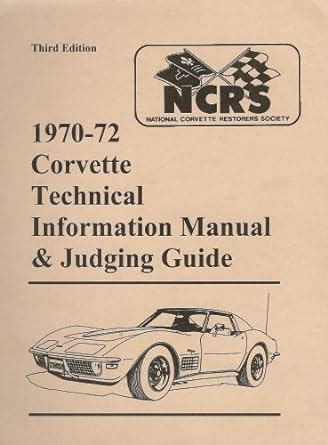 Third Edition
NCRS
NATIONAL CORVETTE RESTORERS SOCIETY
1970-72
Corvette
Technical
Information Manual
& Judging Guide